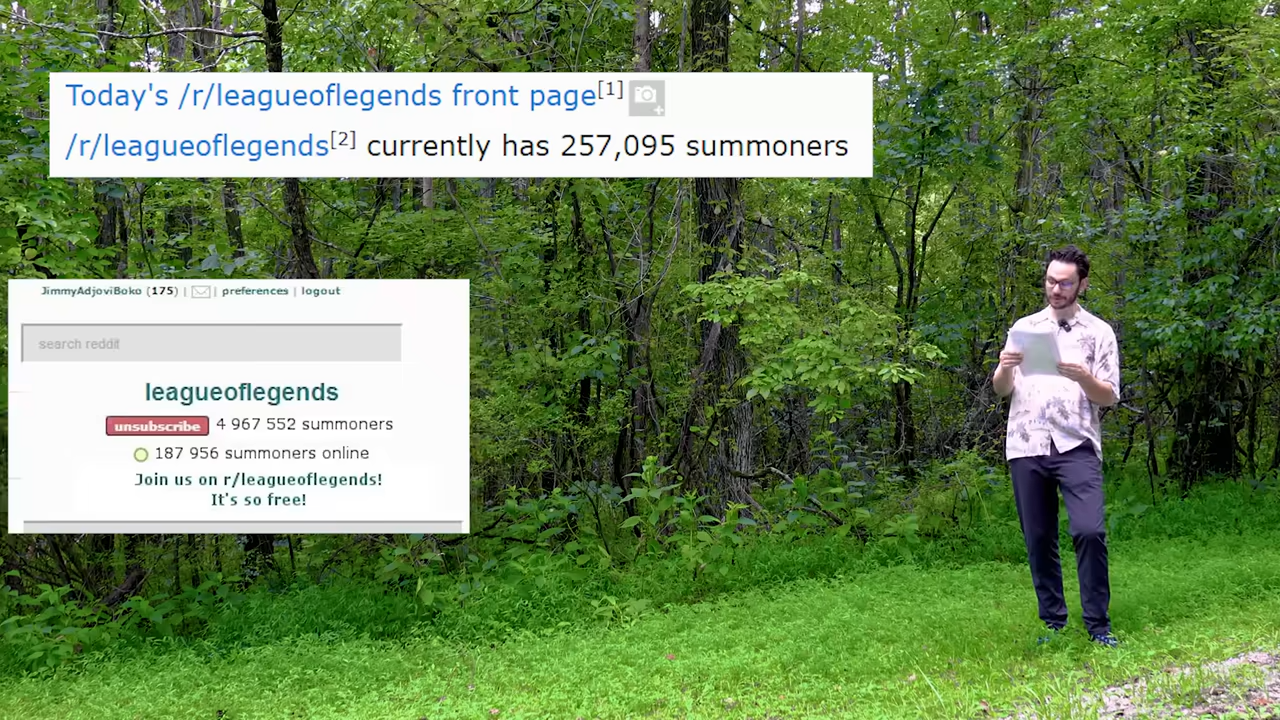 Today's /r/leagueoflegends front page[1]
/r/leagueoflegends[2] currently has 257,095 summoners
JimmyAdjoviBoko (175) | | preferences | logout
search reddit
leagueoflegends
unsubscribe 4 967 552 summoners
187 956 summoners online
Join us on r/leagueoflegends!
It's so free!